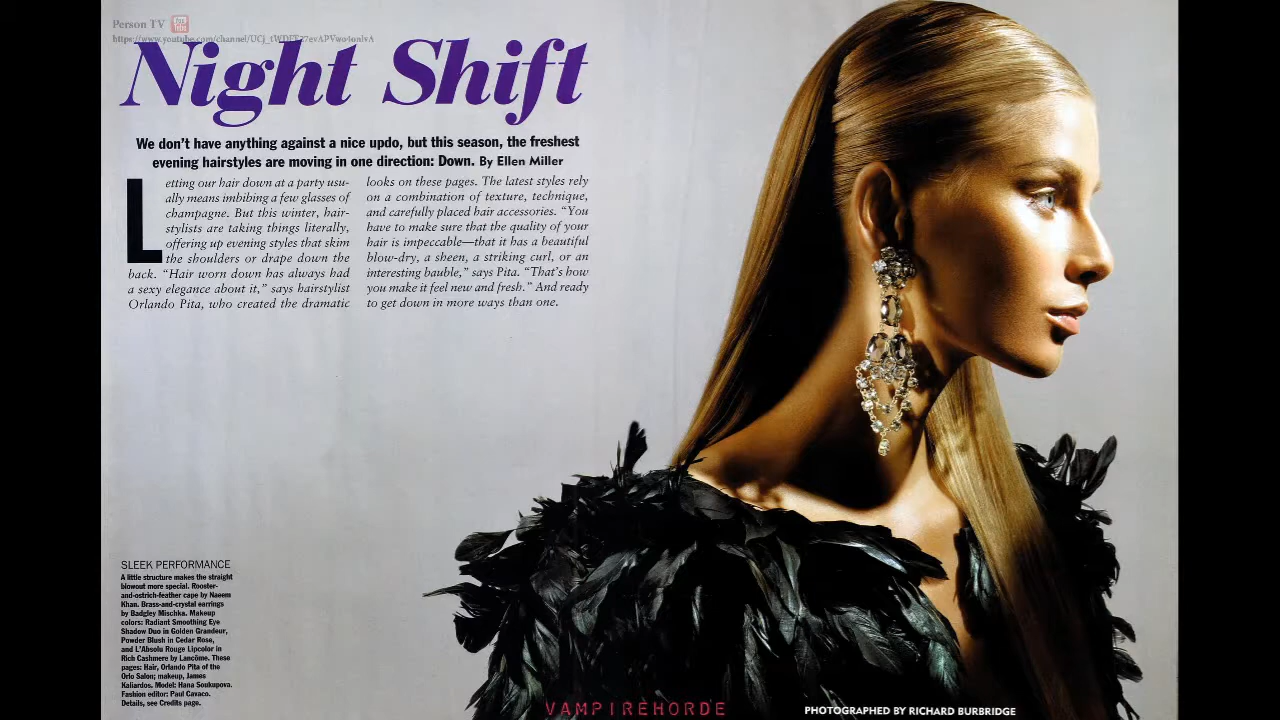 Person TV
Night Shift
We don't have anything against a nice updo, but this season, the freshest
evening hairstyles are moving in one direction: Down. By Ellen Miller
Letting our hair down at a party usu-
ally means imbibing a few glasses of
champagne. But this winter, hair-
stylists are taking things literally,
offering up evening styles that skim
the shoulders or drape down the
back. “Hair worn down has always had
a sexy elegance about it,” says hairstylist
Orlando Pita, who created the dramatic
looks on these pages. The latest styles rely
on a combination of texture, technique,
and carefully placed hair accessories. “You
have to make sure that the quality of your
hair is impeccable—that it has a beautiful
blow-dry, a sheen, a striking curl, or an
interesting bauble,” says Pita. “That's how
you make it feel new and fresh.” And ready
to get down in more ways than one.
SLEEK PERFORMANCE
A little structure makes the straight
blowout more special. Rooster-
and-ostrich-feather cape by Naeem
Khan. Brass-and-crystal earrings
by Badgley Mischka. Makeup
colors: Radiant Smoothing Eye
Shadow Duo in Golden Grandeur,
Powder Blush in Cedar Rose,
and L'Absolu Rouge Lipcolor in
Rich Cashmere by Lancôme. These
pages: Hair, Orlando Pita of the
Orlo Salon; makeup, James
Kaliardos. Model: Hana Soukupova.
Fashion editor: Paul Cavaco.
Details, see Credits page.
VAMPIREHORDE
PHOTOGRAPHED BY RICHARD BURBRIDGE